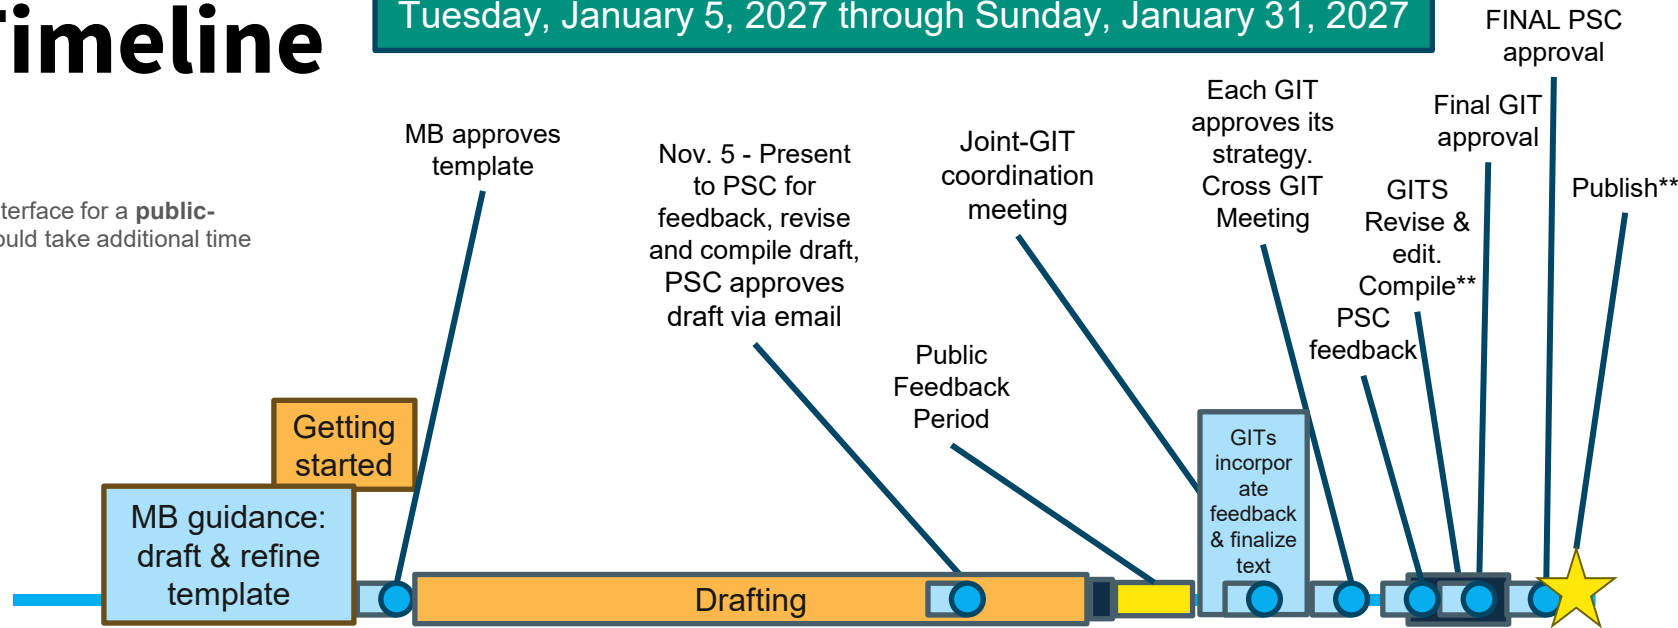 Timeline
Tuesday, January 5, 2027 through Sunday, January 31, 2027
terface for a public-
ould take additional time
MB approves
template
Nov. 5 - Present
to PSC for
feedback, revise
and compile draft,
PSC approves
draft via email
Public
Feedback
Period
Joint-GIT
coordination
meeting
Each GIT
approves its
strategy.
Cross GIT
Meeting
PSC
feedback
GITS
Revise &
edit.
Compile**
Final GIT
approval
FINAL PSC
approval
Publish**
Getting
started
MB guidance:
draft & refine
template
Drafting
GITs
incorpor
ate
feedback
& finalize
text